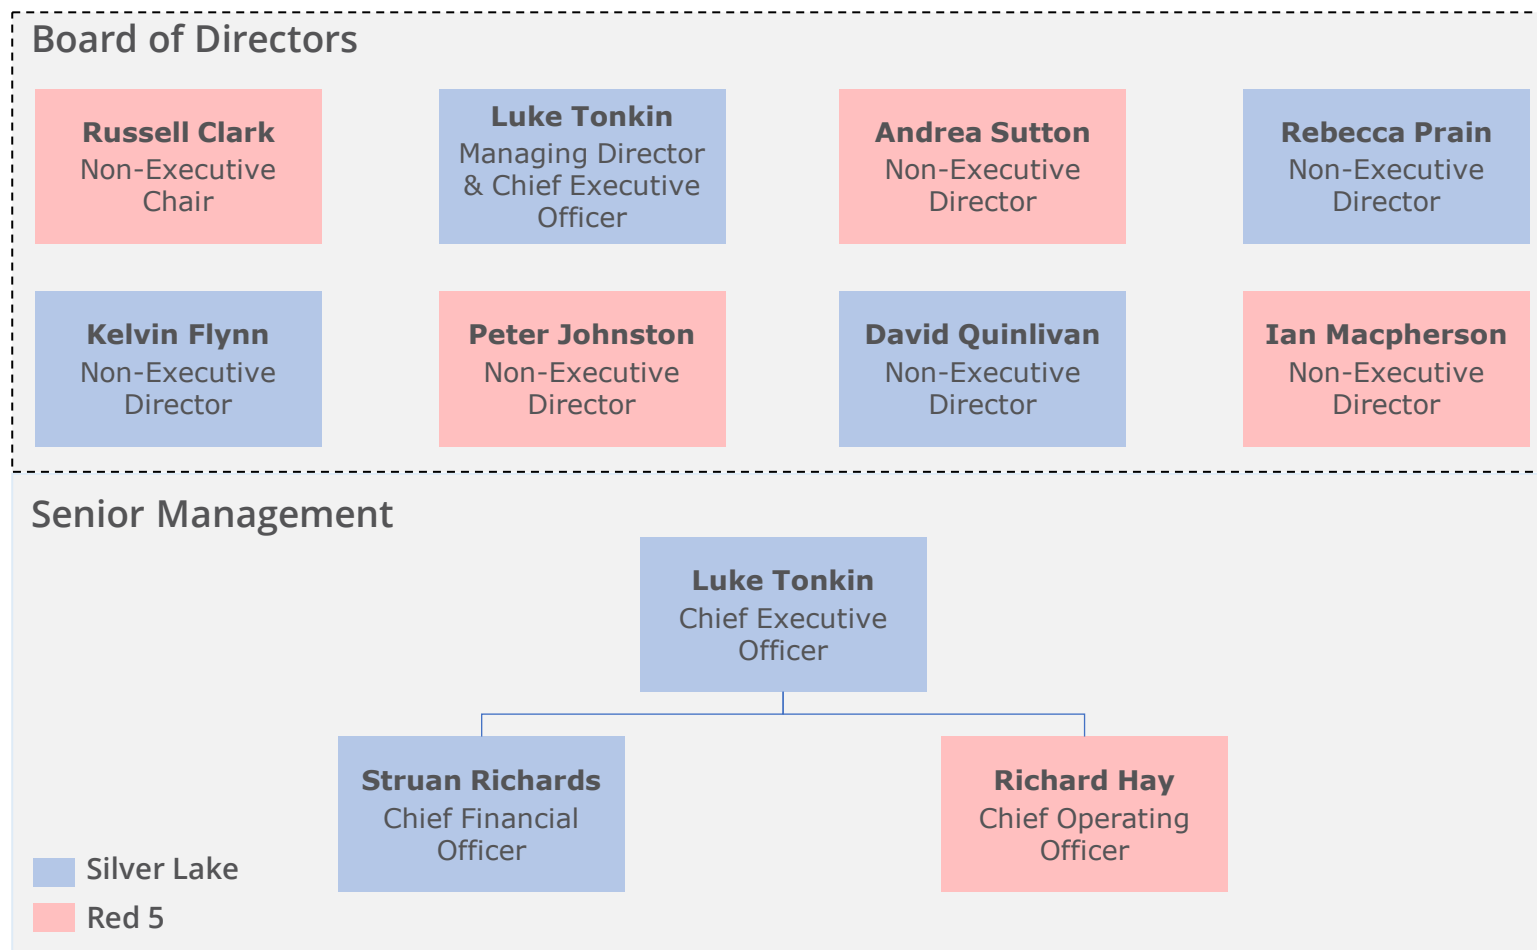 Board of Directors
Russell Clark
Non-Executive
Chair
Luke Tonkin
Managing Director
& Chief Executive
Officer
Andrea Sutton
Non-Executive
Director
Rebecca Prain
Non-Executive
Director
Kelvin Flynn
Non-Executive
Director
Peter Johnston
Non-Executive
Director
David Quinlivan
Non-Executive
Director
Ian Macpherson
Non-Executive
Director
Senior Management
Luke Tonkin
Chief Executive
Officer
Struan Richards
Chief Financial
Officer
Richard Hay
Chief Operating
Officer
Silver Lake
Red 5